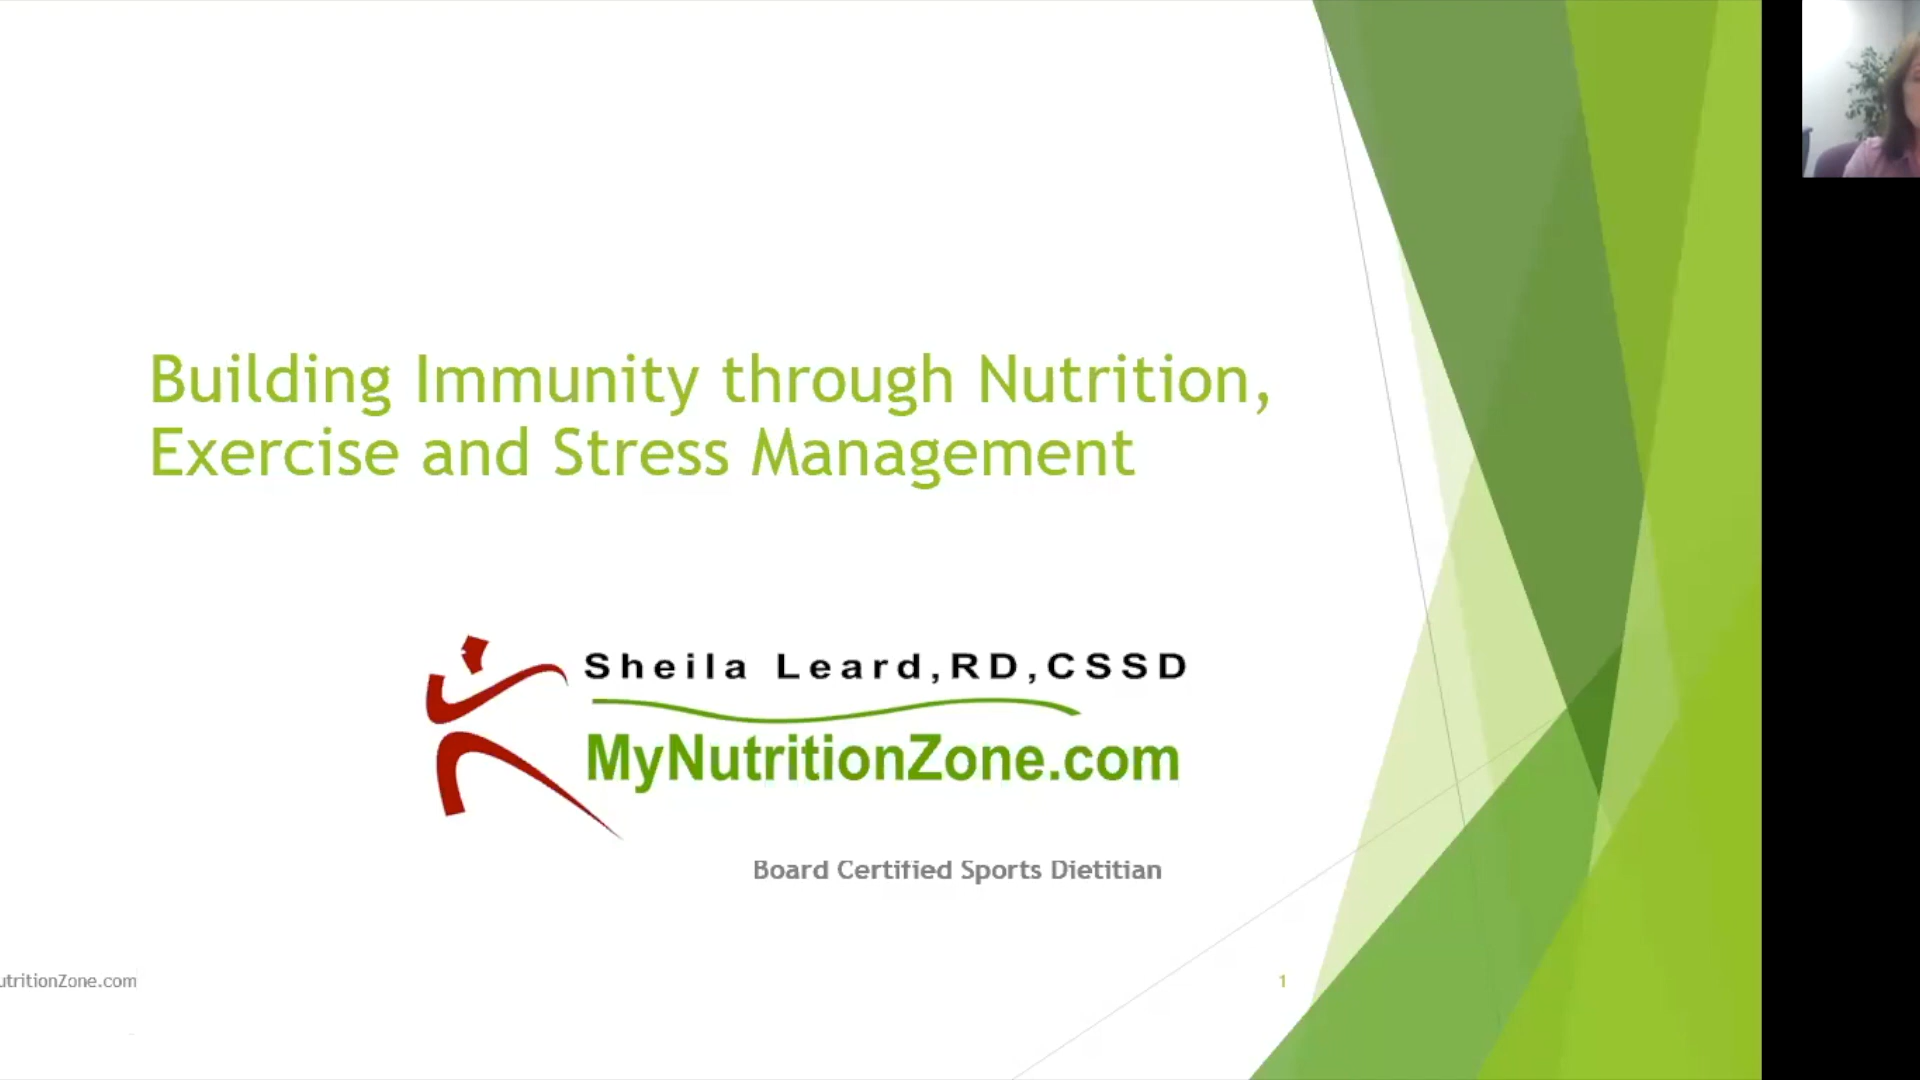 Building Immunity through Nutrition,
Exercise and Stress Management
Sheila Leard,RD,CSSD
MyNutritionZone.com
Board Certified Sports Dietitian
utritionZone.com
1